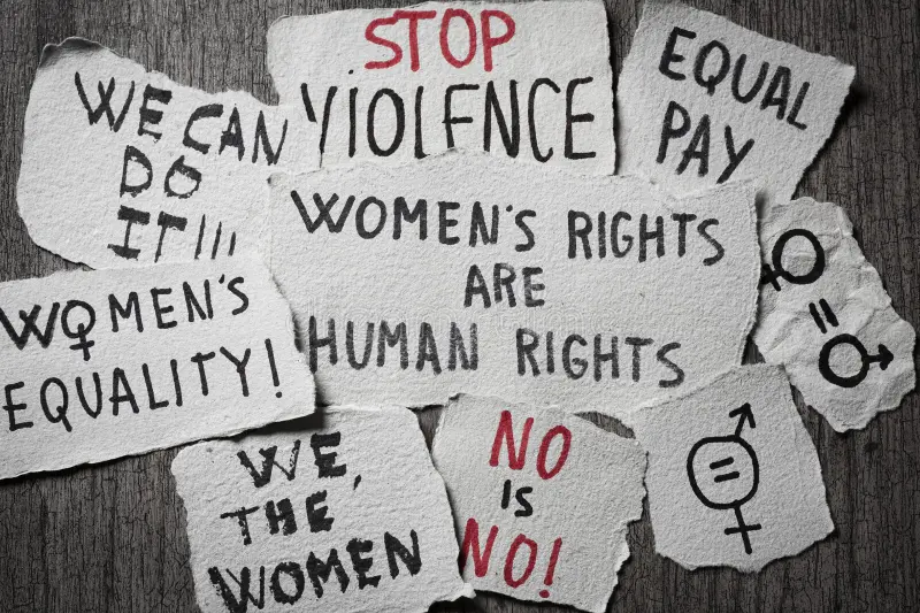 STOP
VIOLENCE
EQUAL
PAY
WE CAN
DO
IT!!!
WOMEN'S RIGHTS
ARE
HUMAN RIGHTS
♀
=
♂
WOMEN'S
EQUALITY!
WE,
THE
WOMEN
NO
IS
NO!
=